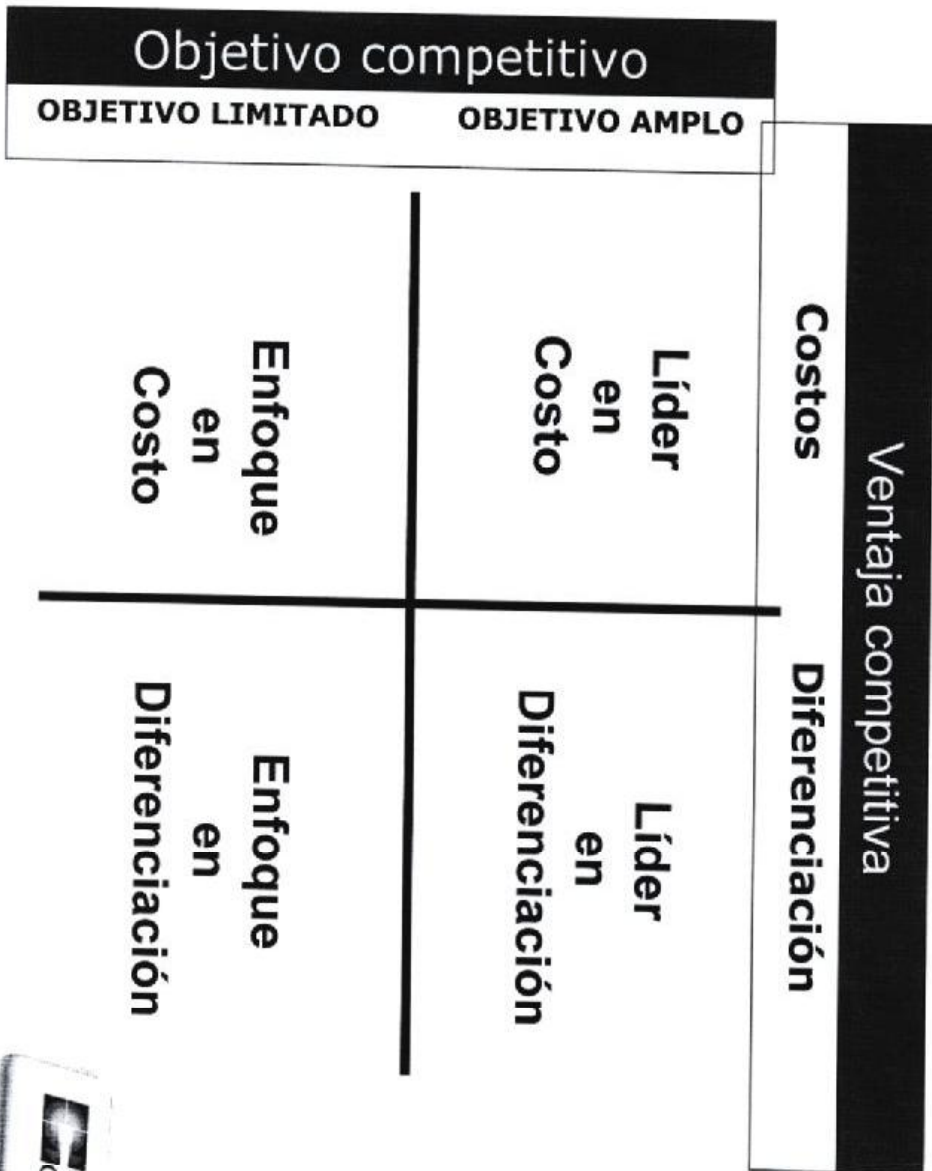 Ventaja competitiva
Costos
Diferenciación
Objetivo competitivo
OBJETIVO AMPLO
OBJETIVO LIMITADO
Líder
en
Costo
Líder
en
Diferenciación
Enfoque
en
Costo
Enfoque
en
Diferenciación